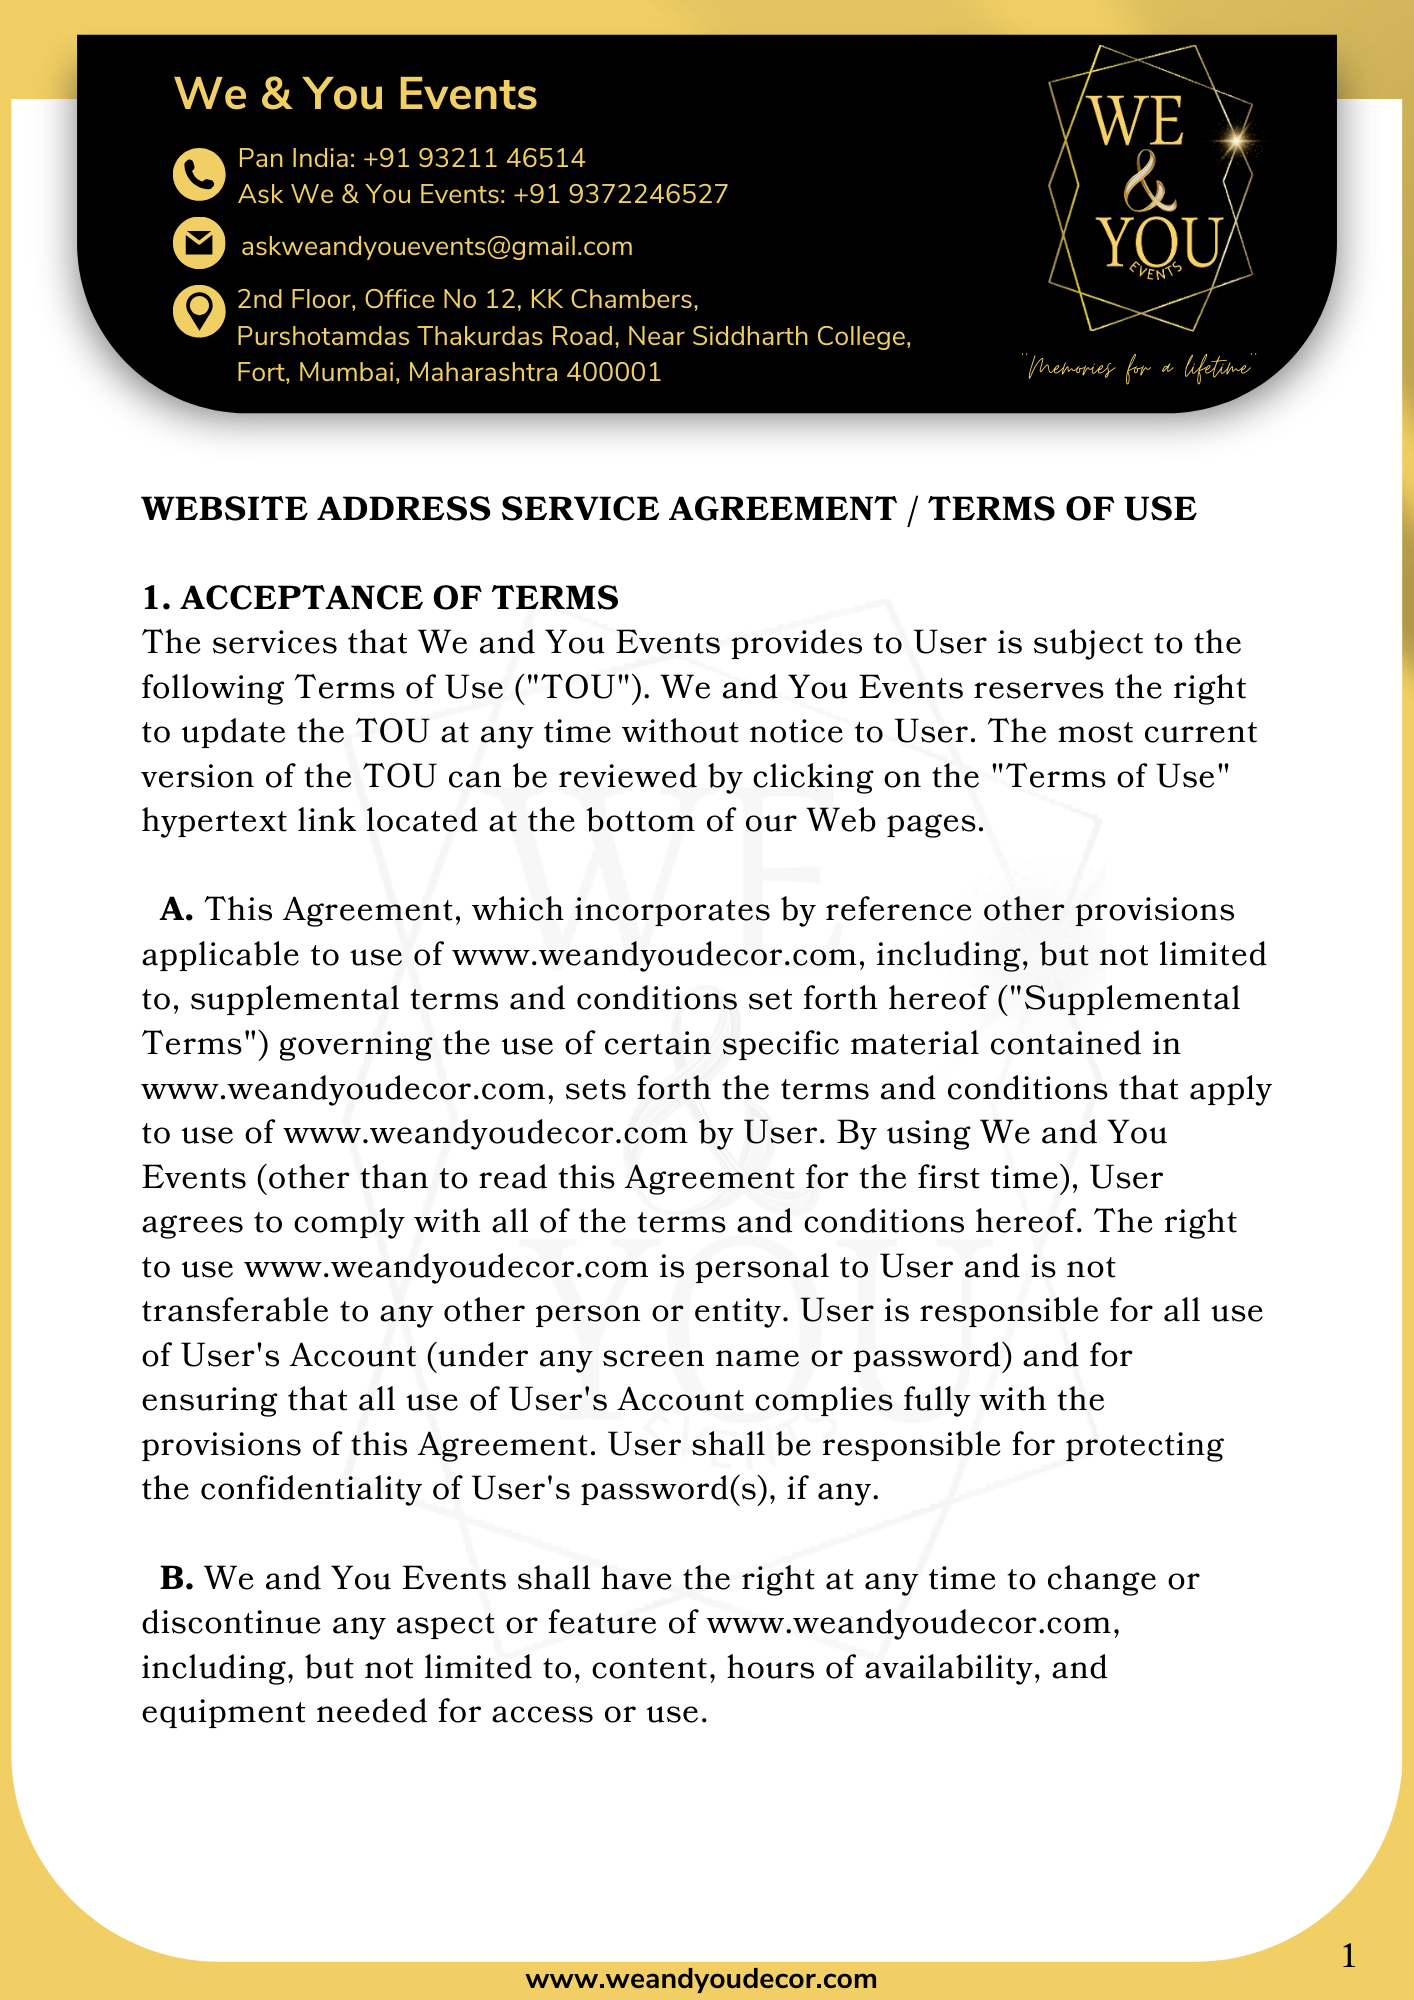 We & You Events
Pan India: +91 93211 46514
Ask We & You Events: +91 9372246527
askweandyouevents@gmail.com
2nd Floor, Office No 12, KK Chambers,
Purshotamdas Thakurdas Road, Near Siddharth College,
Fort, Mumbai, Maharashtra 400001
WE
&
YOU
EVENTS
"Memories for a lifetime"
WEBSITE ADDRESS SERVICE AGREEMENT / TERMS OF USE
1. ACCEPTANCE OF TERMS
The services that We and You Events provides to User is subject to the
following Terms of Use ("TOU"). We and You Events reserves the right
to update the TOU at any time without notice to User. The most current
version of the TOU can be reviewed by clicking on the "Terms of Use"
hypertext link located at the bottom of our Web pages.
A. This Agreement, which incorporates by reference other provisions
applicable to use of www.weandyoudecor.com, including, but not limited
to, supplemental terms and conditions set forth hereof ("Supplemental
Terms") governing the use of certain specific material contained in
www.weandyoudecor.com, sets forth the terms and conditions that apply
to use of www.weandyoudecor.com by User. By using We and You
Events (other than to read this Agreement for the first time), User
agrees to comply with all of the terms and conditions hereof. The right
to use www.weandyoudecor.com is personal to User and is not
transferable to any other person or entity. User is responsible for all use
of User's Account (under any screen name or password) and for
ensuring that all use of User's Account complies fully with the
provisions of this Agreement. User shall be responsible for protecting
the confidentiality of User's password(s), if any.
B. We and You Events shall have the right at any time to change or
discontinue any aspect or feature of www.weandyoudecor.com,
including, but not limited to, content, hours of availability, and
equipment needed for access or use.
WE
&
YOU
EVENTS
1
www.weandyoudecor.com